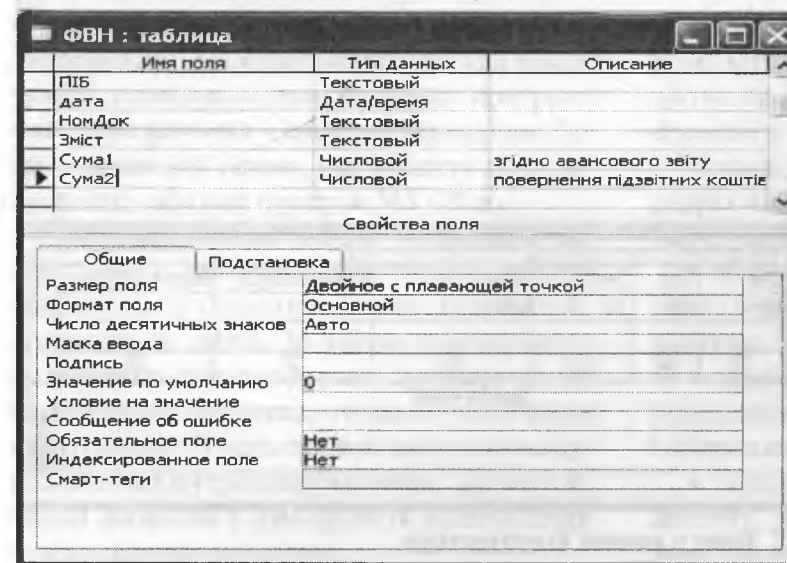 ФВН : таблица
Имя поля Тип данных Описание
ПІБ Текстовый
дата Дата/время
НомДок Текстовый
Зміст Текстовый
Сума1 Числовой згідно авансового звіту
Сума2 Числовой повернення підзвітних коштів
Свойства поля
Общие Подстановка
Размер поля Двойное с плавающей точкой
Формат поля Основной
Число десятичных знаков Авто
Маска ввода
Подпись
Значение по умолчанию 0
Условие на значение
Сообщение об ошибке
Обязательное поле Нет
Индексированное поле Нет
Смарт-теги